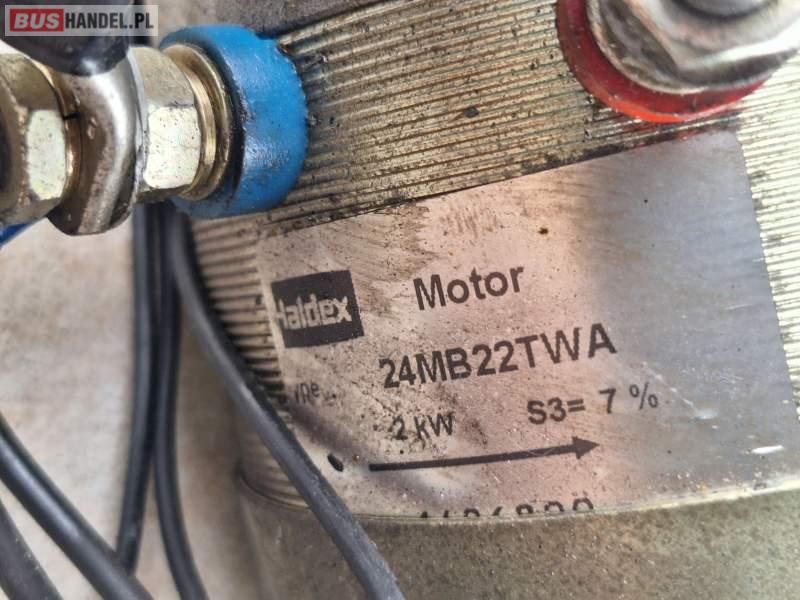 BUSHANDEL.PL
Haldex
Motor
24MB22TWA
2 kW S3= 7 %